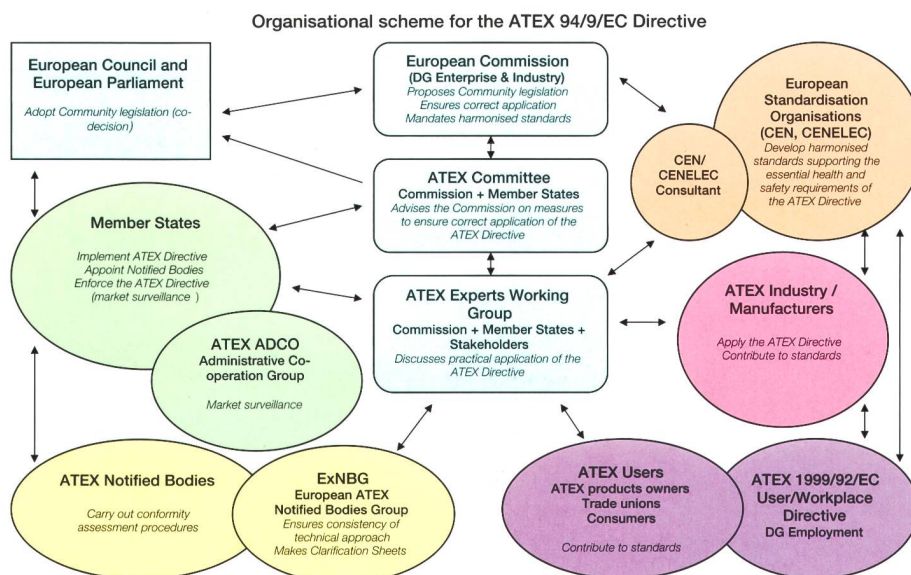 Organisational scheme for the ATEX 94/9/EC Directive
European Council and
European Parliament
Adopt Community legislation (co-
decision)
European Commission
(DG Enterprise & Industry)
Proposes Community legislation
Ensures correct application
Mandates harmonised standards
European
Standardisation
Organisations
(CEN, CENELEC)
Develop harmonised
standards supporting the
essential health and
safety requirements of
the ATEX Directive
CEN/
CENELEC
Consultant
ATEX Committee
Commission + Member States
Advises the Commission on measures
to ensure correct application of the
ATEX Directive
Member States
Implement ATEX Directive
Appoint Notified Bodies
Enforce the ATEX Directive
(market surveillance )
ATEX Experts Working
Group
Commission + Member States +
Stakeholders
Discusses practical application of the
ATEX Directive
ATEX Industry /
Manufacturers
Apply the ATEX Directive
Contribute to standards
ATEX ADCO
Administrative Co-
operation Group
Market surveillance
ATEX Notified Bodies
Carry out conformity
assessment procedures
ExNBG
European ATEX
Notified Bodies Group
Ensures consistency of
technical approach
Makes Clarification Sheets
ATEX Users
ATEX products owners
Trade unions
Consumers
Contribute to standards
ATEX 1999/92/EC
User/Workplace
Directive
DG Employment